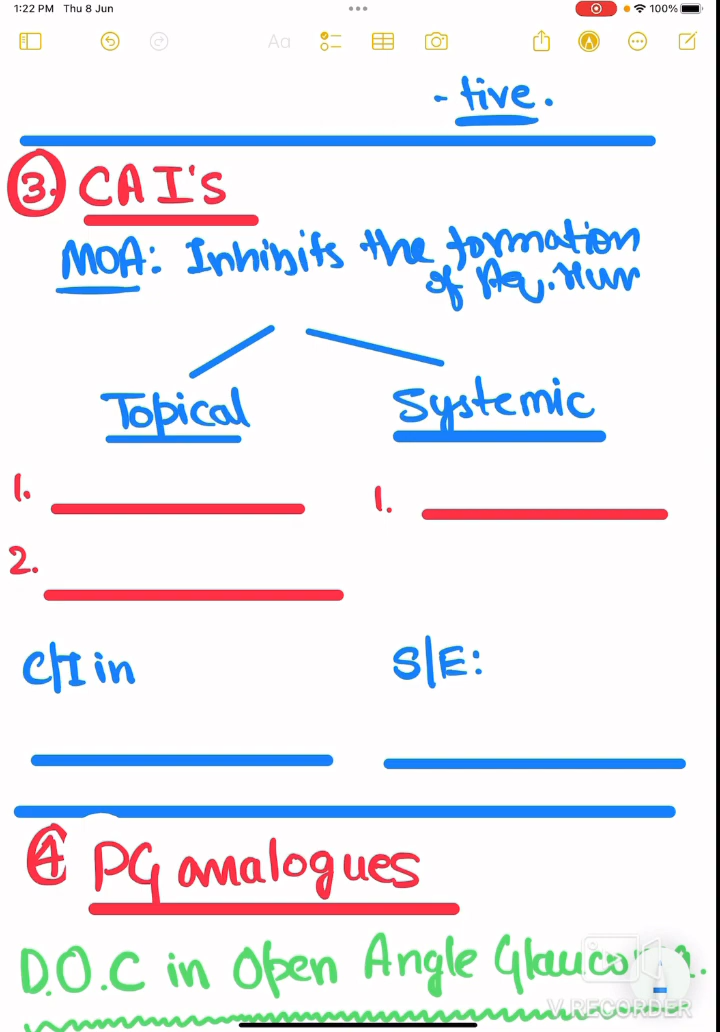 1:22 PM Thu 8 Jun
100%
Aa
- tive.
3. CAI's
MOA: Inhibits the formation
of Aq. Hum
Topical Systemic
1. 1.
2.
C/I in S/E:
4 PG analogues
D.O.C in Open Angle Glaucoma.
V.RECORDER